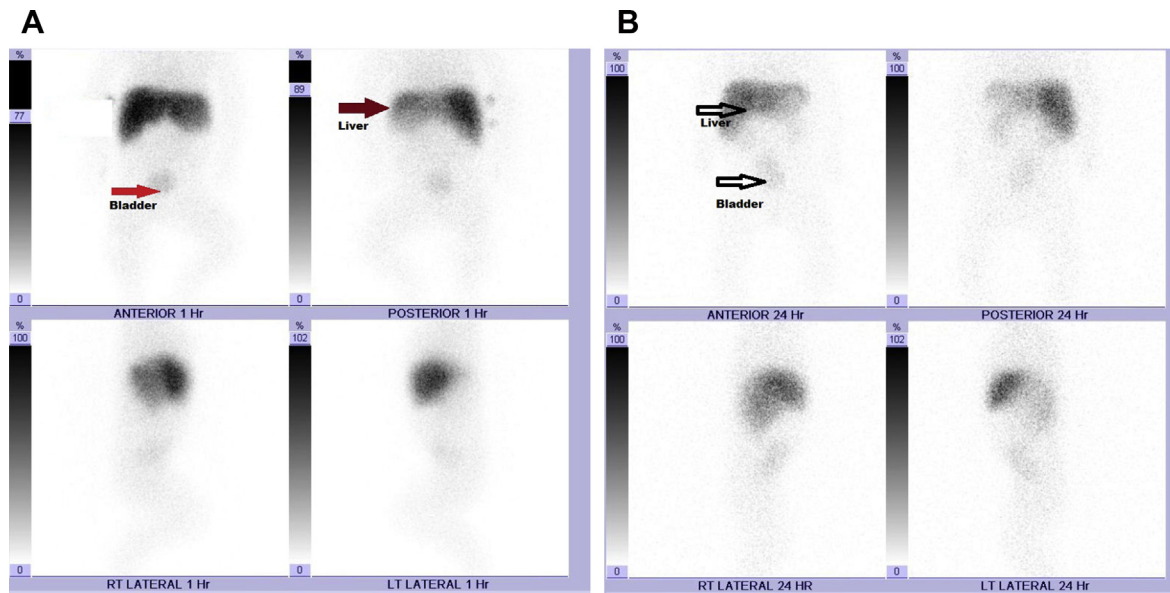 A
B
%
77
0
Bladder
ANTERIOR 1 Hr
%
89
Liver
0
POSTERIOR 1 Hr
%
100
0
RT LATERAL 1 Hr
%
102
0
LT LATERAL 1 Hr
%
100
Liver
Bladder
0
ANTERIOR 24 Hr
%
100
0
POSTERIOR 24 Hr
%
100
0
RT LATERAL 24 HR
%
102
0
LT LATERAL 24 Hr